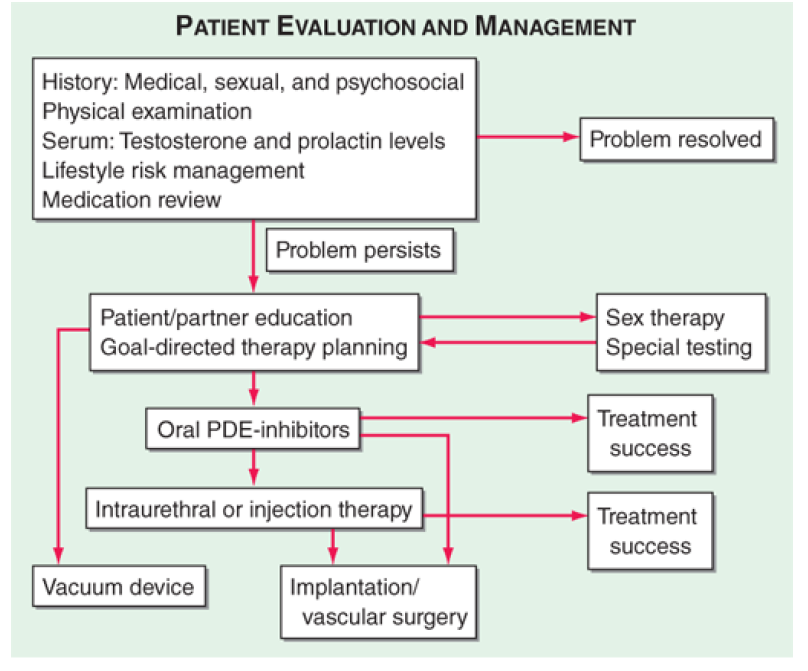 PATIENT EVALUATION AND MANAGEMENT
History: Medical, sexual, and psychosocial
Physical examination
Serum: Testosterone and prolactin levels
Lifestyle risk management
Medication review
Problem resolved
Problem persists
Patient/partner education
Goal-directed therapy planning
Sex therapy
Special testing
Oral PDE-inhibitors
Treatment
success
Intraurethral or injection therapy
Treatment
success
Vacuum device
Implantation/
vascular surgery